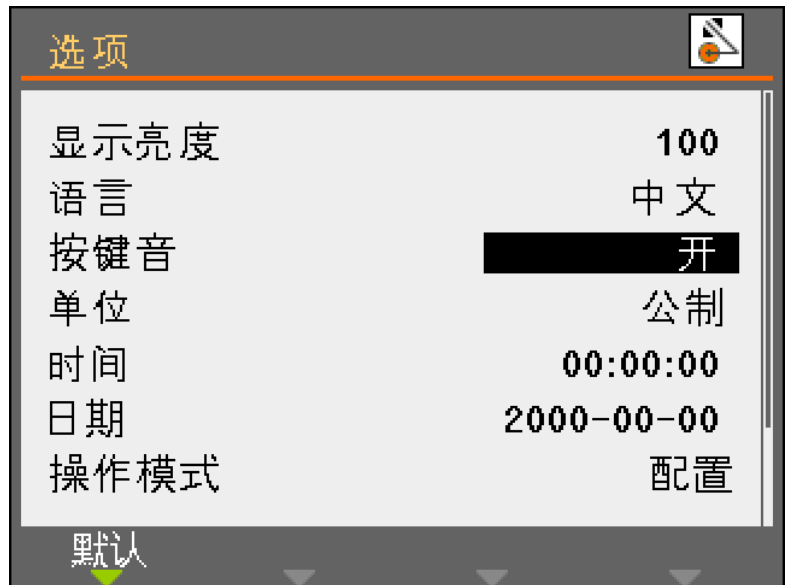 选项
显示亮度 100
语言 中文
按键音 开
单位 公制
时间 00:00:00
日期 2000-00-00
操作模式 配置
默认